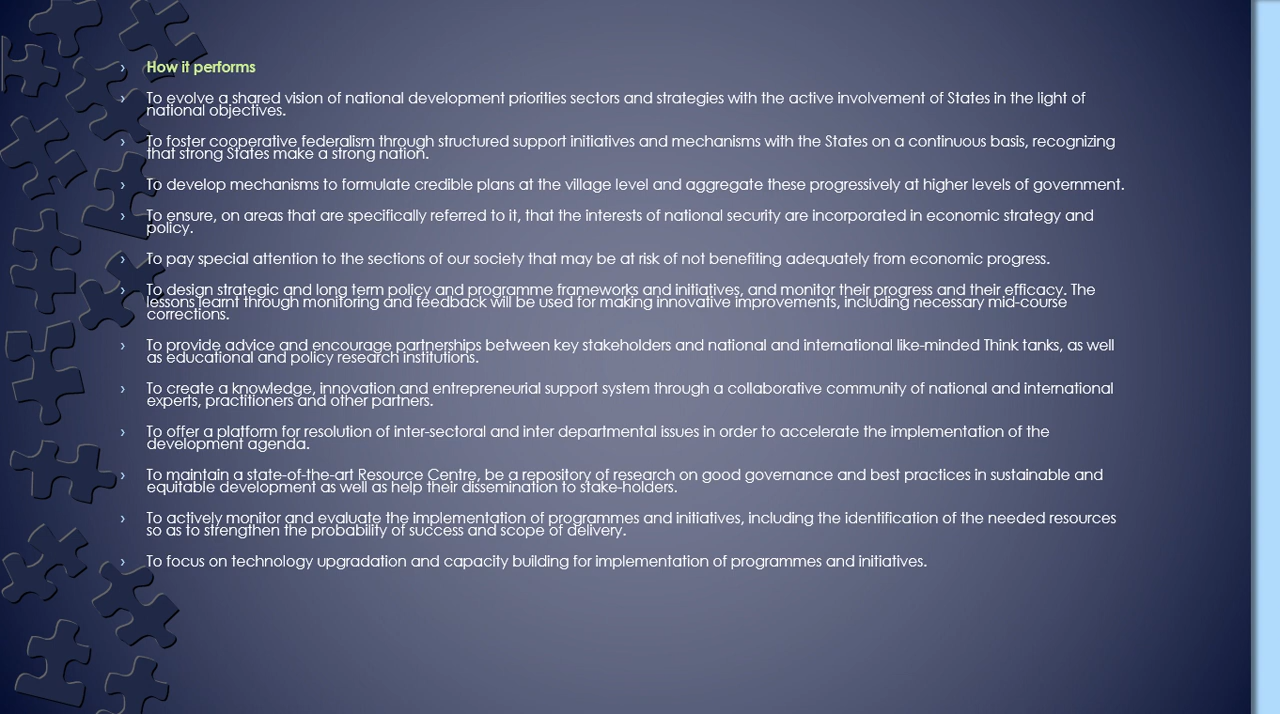 › How it performs
› To evolve a shared vision of national development priorities sectors and strategies with the active involvement of States in the light of
national objectives.
› To foster cooperative federalism through structured support initiatives and mechanisms with the States on a continuous basis, recognizing
that strong States make a strong nation.
› To develop mechanisms to formulate credible plans at the village level and aggregate these progressively at higher levels of government.
› To ensure, on areas that are specifically referred to it, that the interests of national security are incorporated in economic strategy and
policy.
› To pay special attention to the sections of our society that may be at risk of not benefiting adequately from economic progress.
› To design strategic and long term policy and programme frameworks and initiatives, and monitor their progress and their efficacy. The
lessons learnt through monitoring and feedback will be used for making innovative improvements, including necessary mid-course
corrections.
› To provide advice and encourage partnerships between key stakeholders and national and international like-minded Think tanks, as well
as educational and policy research institutions.
› To create a knowledge, innovation and entrepreneurial support system through a collaborative community of national and international
experts, practitioners and other partners.
› To offer a platform for resolution of inter-sectoral and inter departmental issues in order to accelerate the implementation of the
development agenda.
› To maintain a state-of-the-art Resource Centre, be a repository of research on good governance and best practices in sustainable and
equitable development as well as help their dissemination to stake-holders.
› To actively monitor and evaluate the implementation of programmes and initiatives, including the identification of the needed resources
so as to strengthen the probability of success and scope of delivery.
› To focus on technology upgradation and capacity building for implementation of programmes and initiatives.